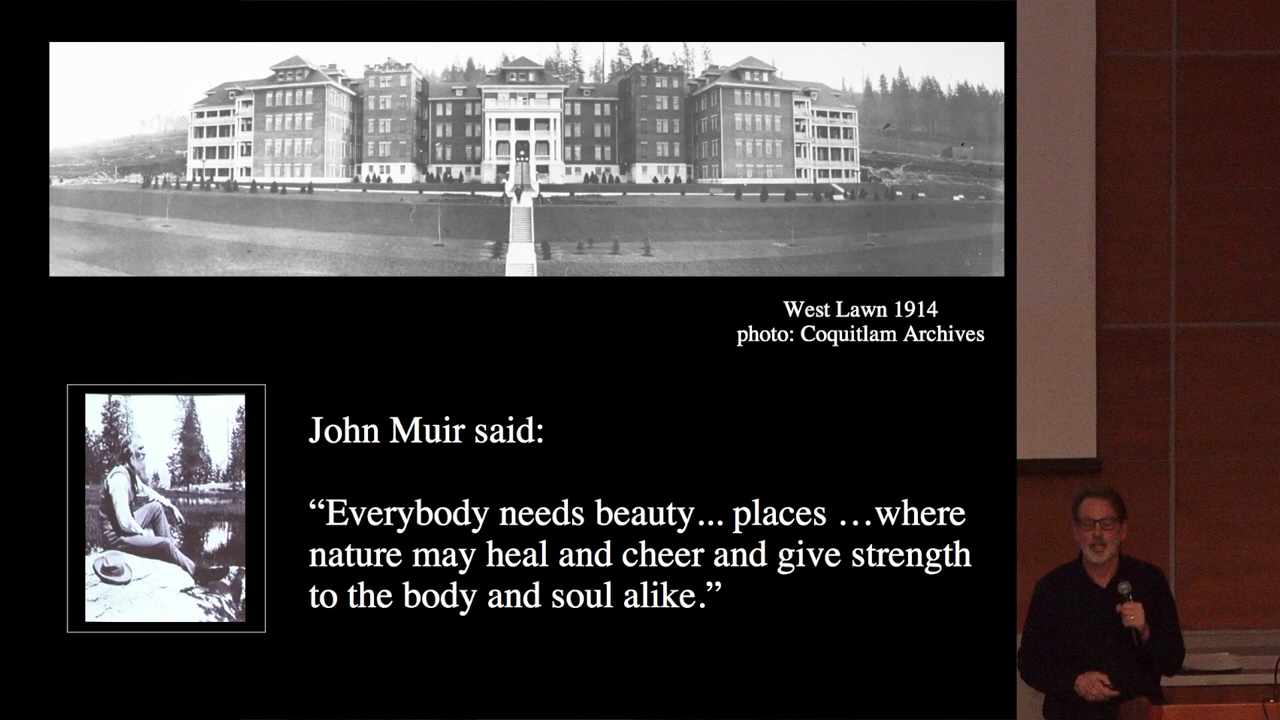 West Lawn 1914
photo: Coquitlam Archives
John Muir said:
“Everybody needs beauty... places …where
nature may heal and cheer and give strength
to the body and soul alike.”